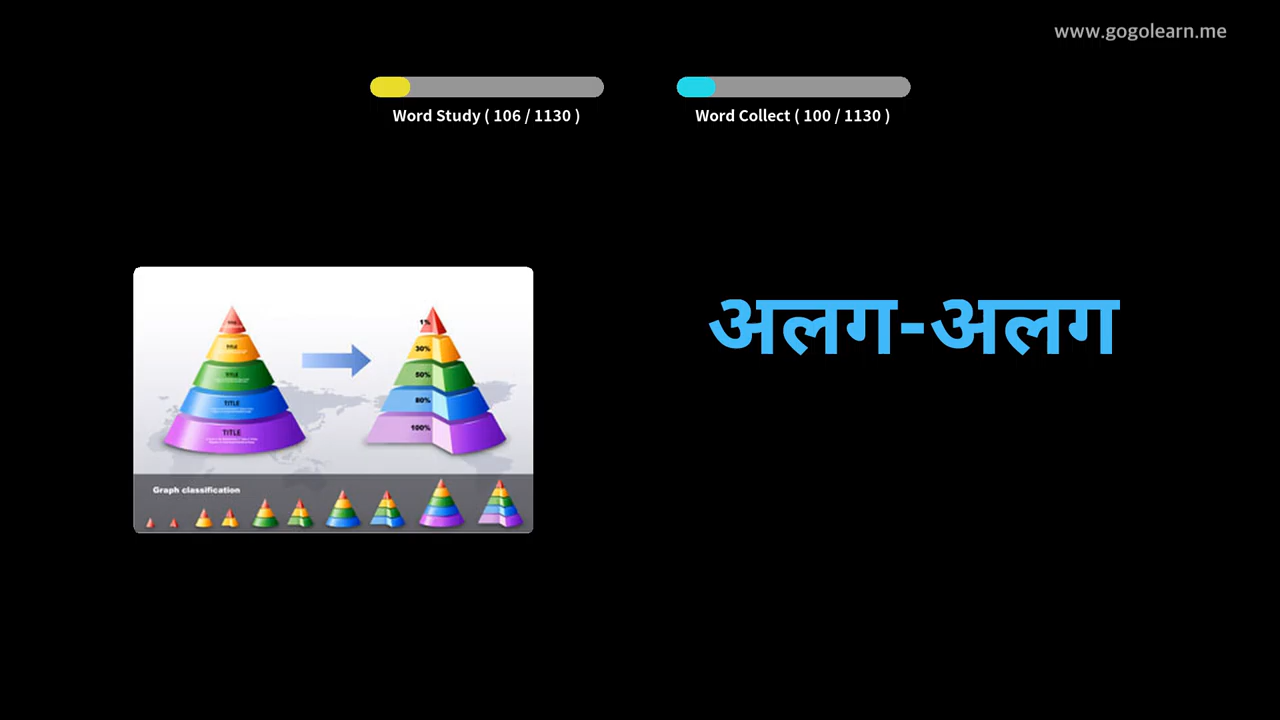 www.gogolearn.me
Word Study ( 106 / 1130 )
Word Collect ( 100 / 1130 )
अलग-अलग
TITLE
TITLE
TITLE
TITLE
1%
30%
50%
80%
100%
Graph classification